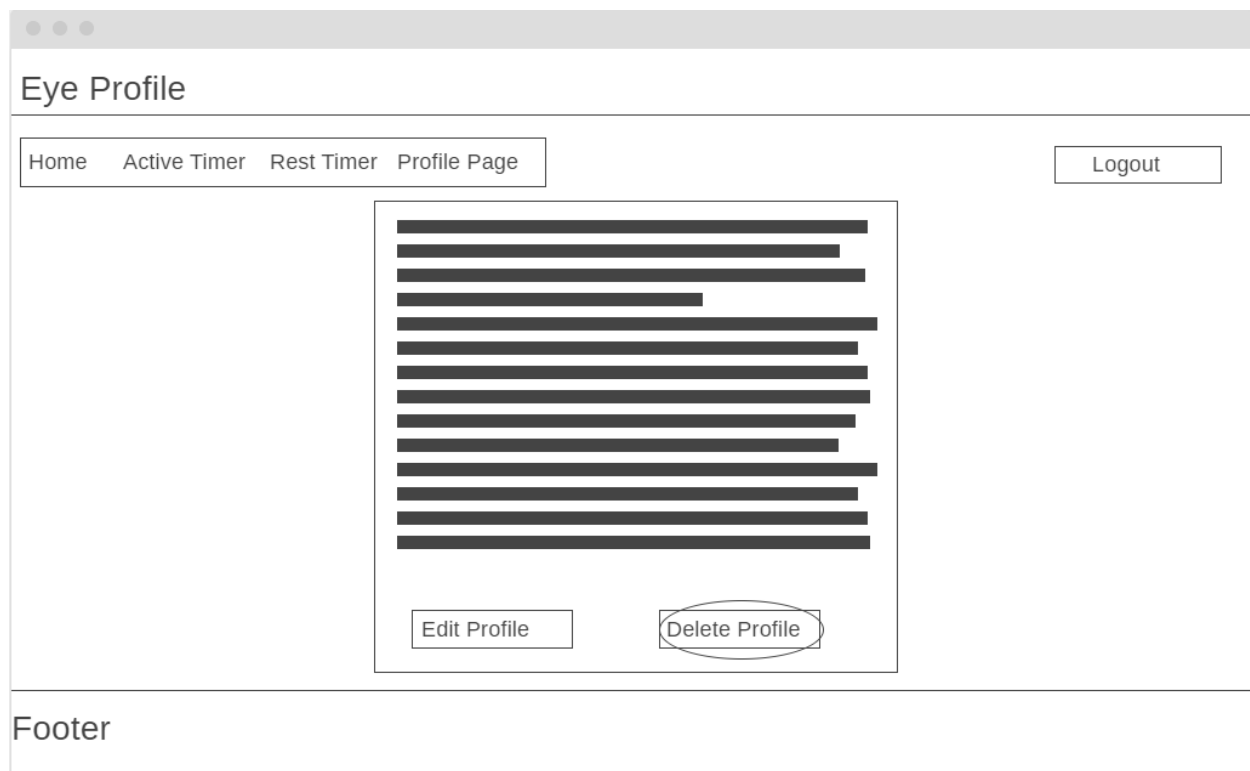 Eye Profile
Home Active Timer Rest Timer Profile Page
Logout
Edit Profile Delete Profile
Footer